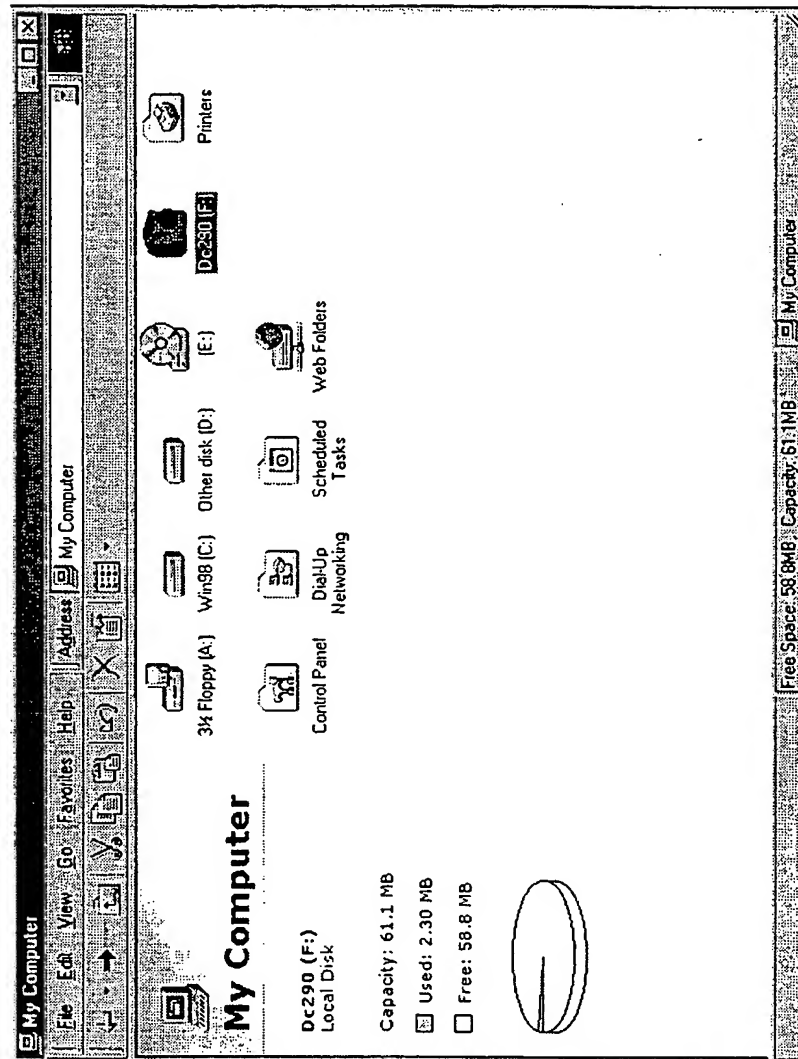 My Computer
File Edit View Go Favorites Help Address My Computer
My Computer
Dc290 (F:)
Local Disk
Capacity: 61.1 MB
Used: 2.30 MB
Free: 58.8 MB
3½ Floppy (A:) Win98 (C:) Other disk (D:) (E:) Dc290 (F:) Printers
Control Panel Dial-Up Networking Scheduled Tasks Web Folders
Free Space: 58.8MB, Capacity: 61.1MB My Computer